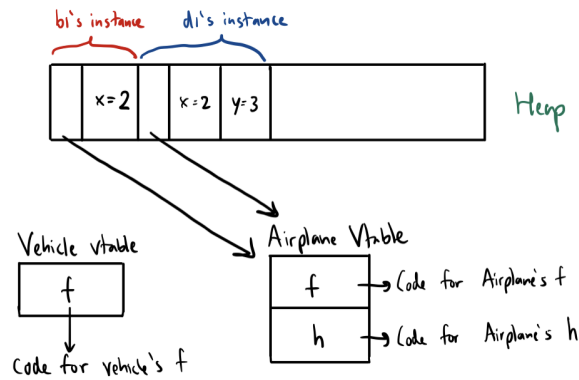 bi's instance
di's instance
x=2
x=2
y=3
Heap
Vehicle vtable
f
Code for vehicle's f
Airplane Vtable
f
Code for Airplane's f
h
Code for Airplane's h